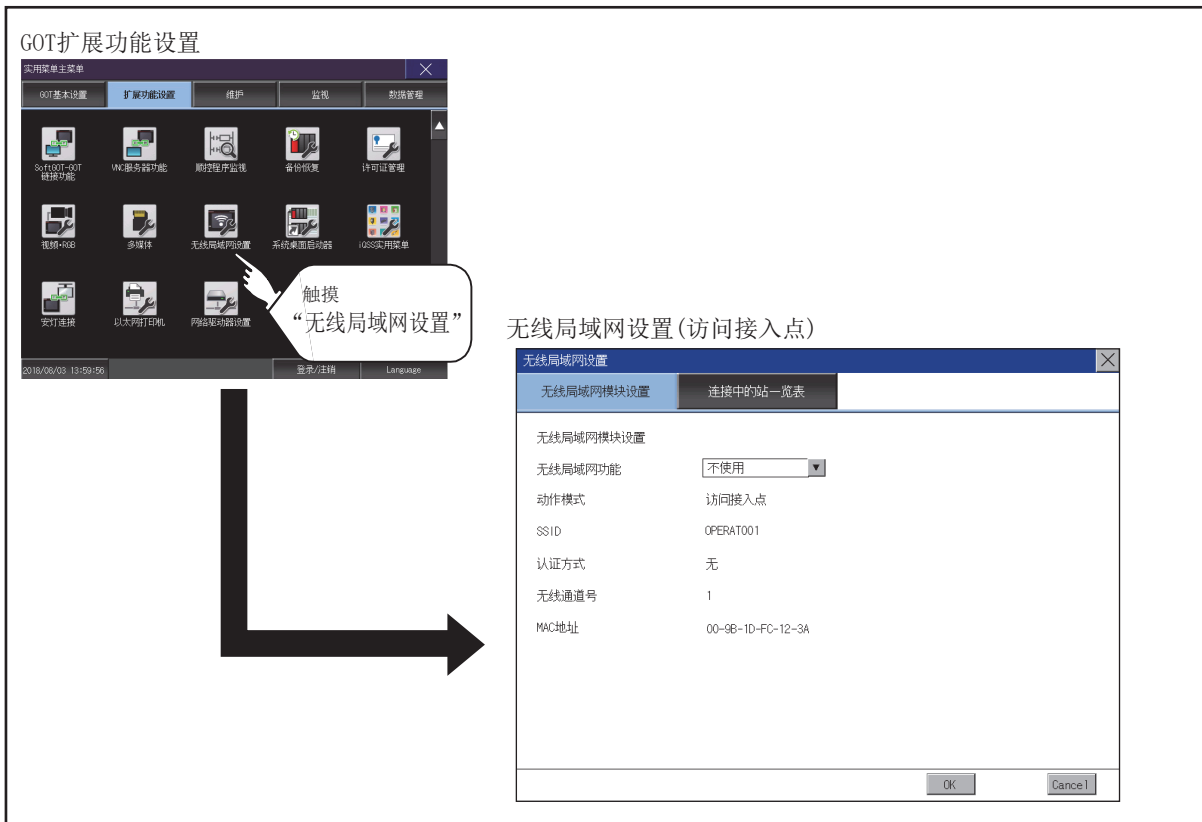 GOT扩展功能设置
实用菜单主菜单
GOT基本设置 扩展功能设置 维护 监视 数据管理
SoftGOT-GOT链接功能 VNC服务器功能 顺控程序监视 备份恢复 许可证管理
视频·RGB 多媒体 无线局域网设置 系统桌面启动器 iQSS实用菜单
安灯连接 以太网打印机 网络驱动器设置
触摸
“无线局域网设置”
2018/08/03 13:59:56 登录/注销 Language
无线局域网设置(访问接入点)
无线局域网设置
无线局域网模块设置 连接中的站一览表
无线局域网模块设置
无线局域网功能 不使用
动作模式 访问接入点
SSID OPERAT001
认证方式 无
无线通道号 1
MAC地址 00-9B-1D-FC-12-3A
OK Cancel